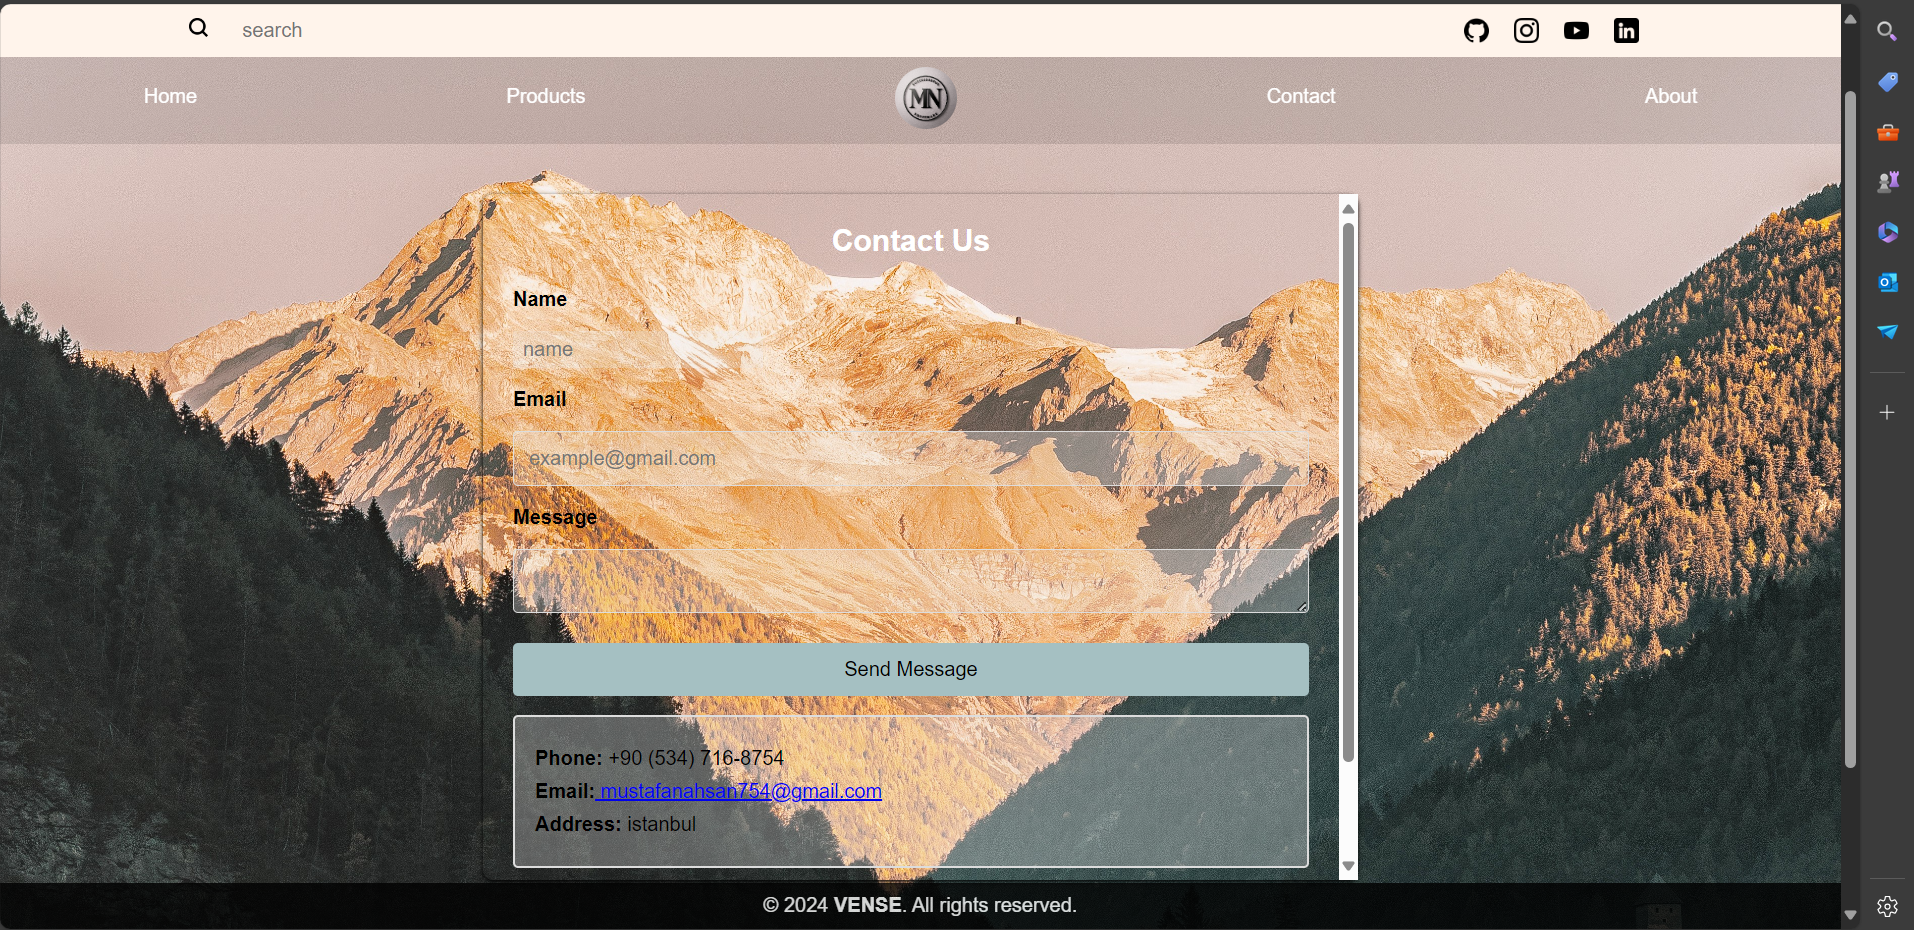 search
Home Products MN Contact About
Contact Us
Name
name
Email
example@gmail.com
Message
Send Message
Phone: +90 (534) 716-8754
Email: mustafanahsan754@gmail.com
Address: istanbul
© 2024 VENSE. All rights reserved.